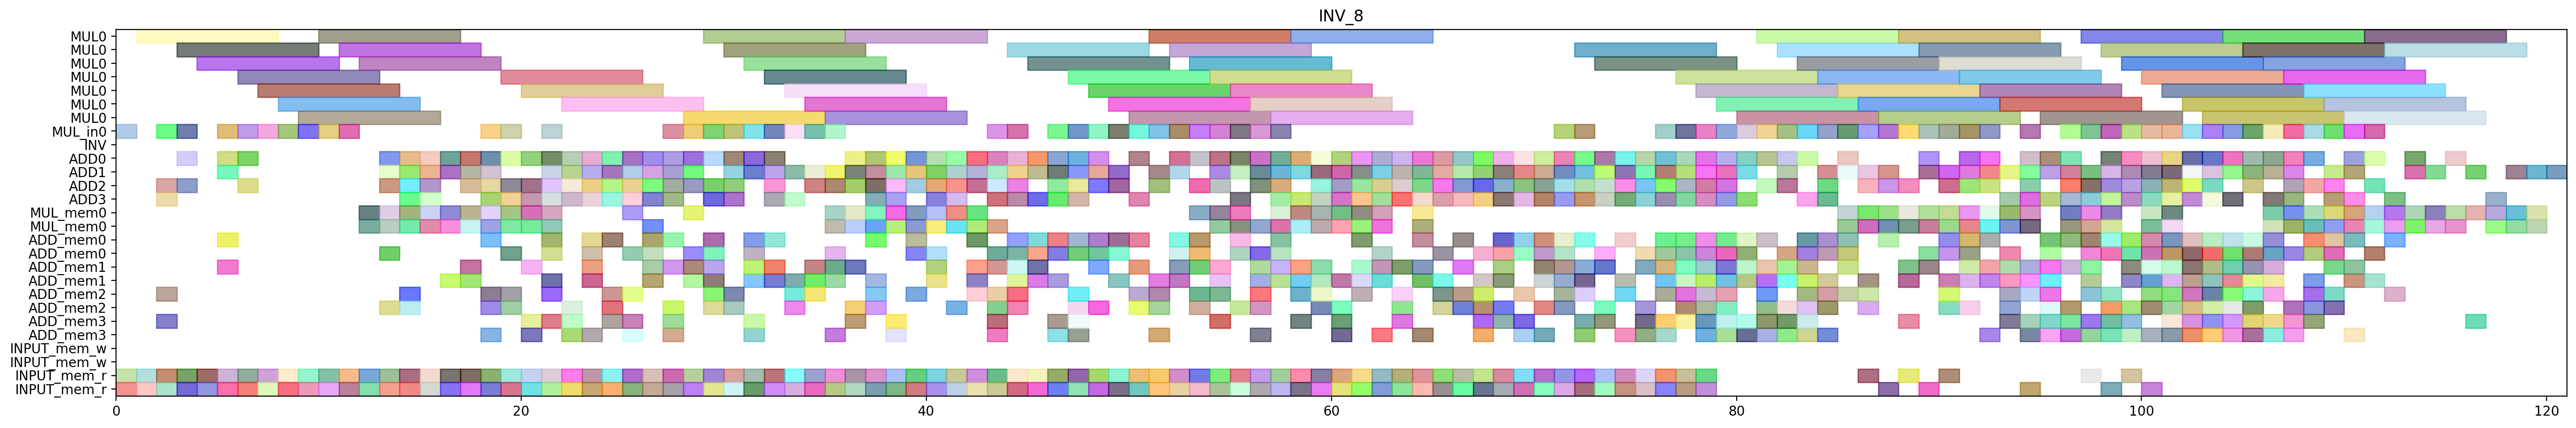 INV_8
MUL0
MUL0
MUL0
MUL0
MUL0
MUL0
MUL0
MUL_in0
INV
ADD0
ADD1
ADD2
ADD3
MUL_mem0
MUL_mem0
ADD_mem0
ADD_mem0
ADD_mem1
ADD_mem1
ADD_mem2
ADD_mem2
ADD_mem3
ADD_mem3
INPUT_mem_w
INPUT_mem_w
INPUT_mem_r
INPUT_mem_r
0 20 40 60 80 100 120